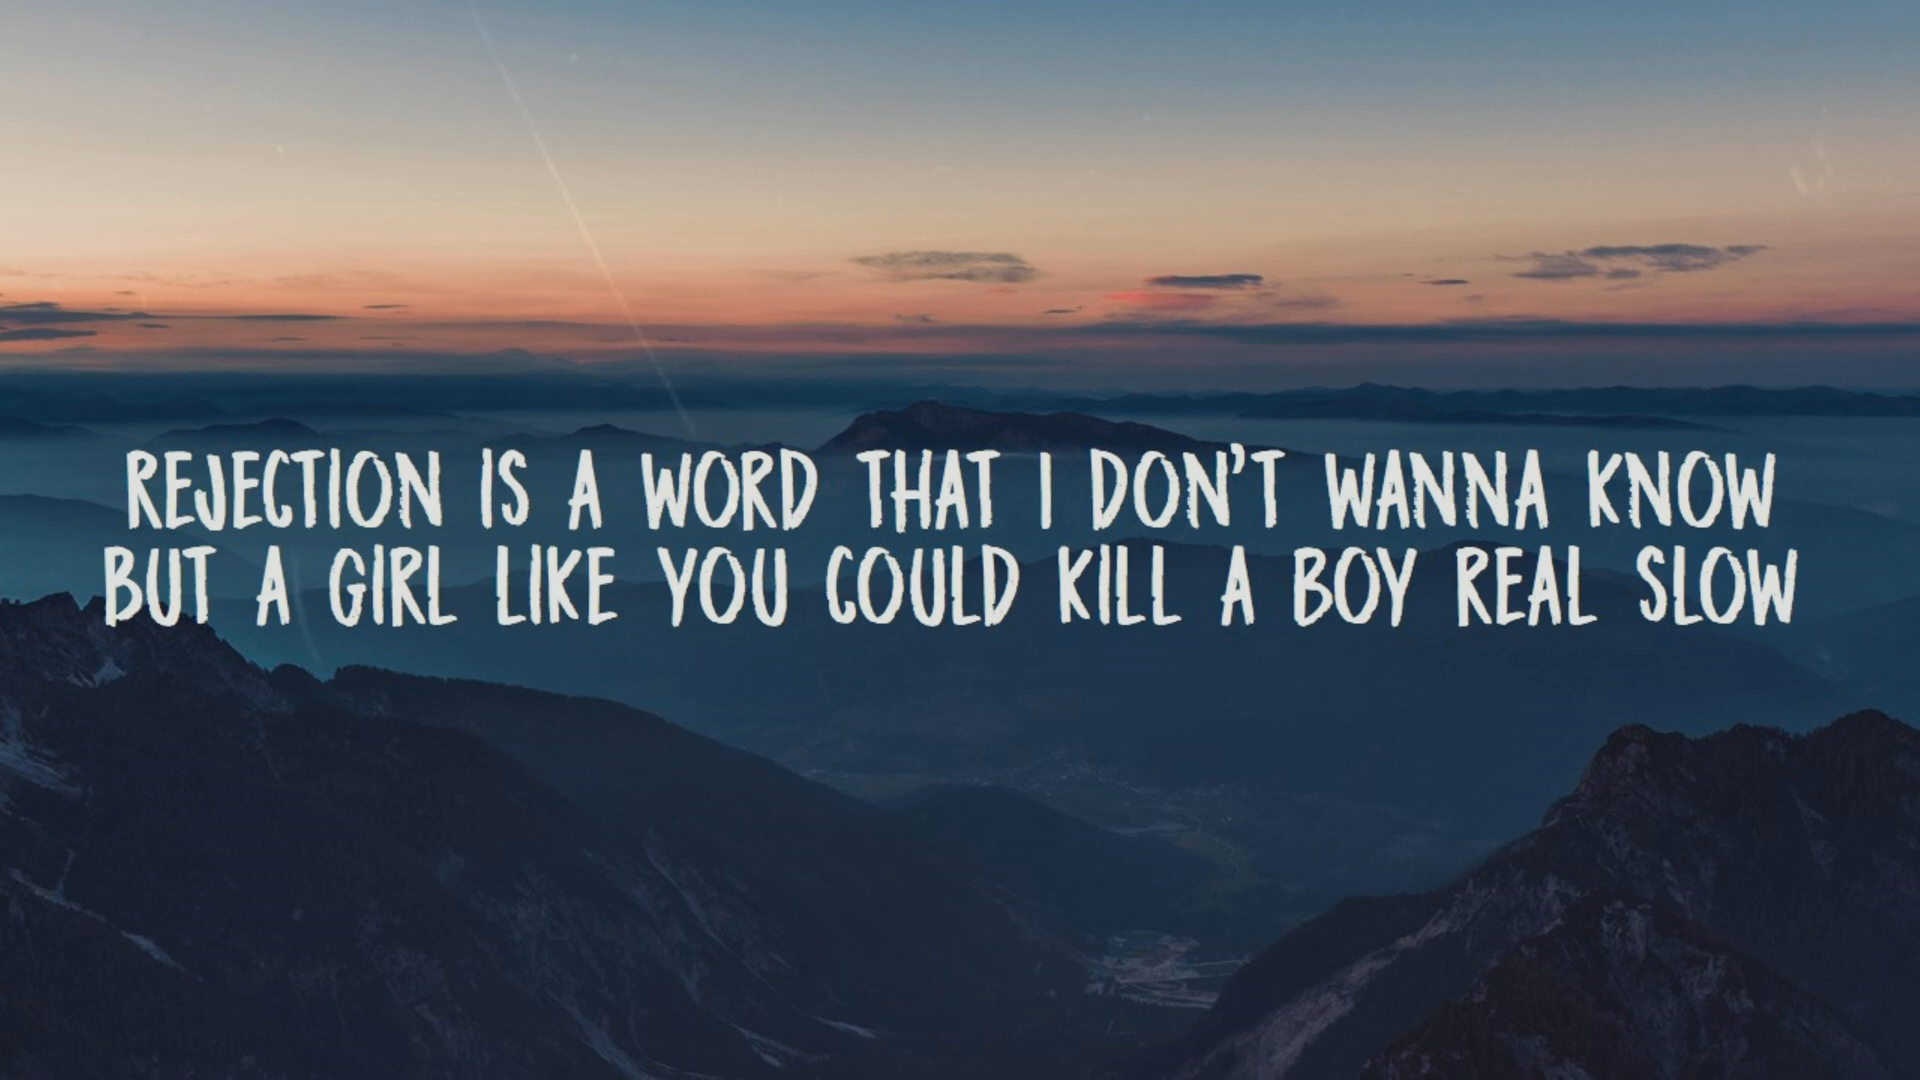 REJECTION IS A WORD THAT I DON'T WANNA KNOW
BUT A GIRL LIKE YOU COULD KILL A BOY REAL SLOW